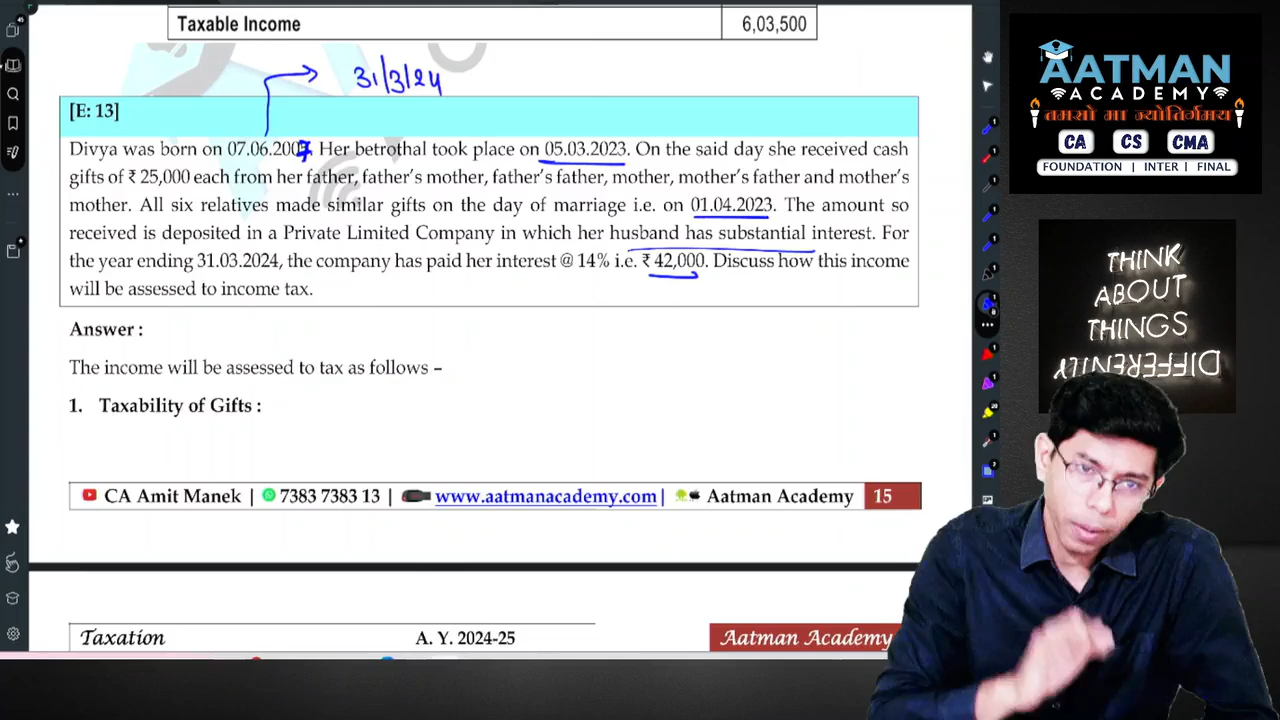 Taxable Income 6,03,500
31/3/24
[E: 13]
Divya was born on 07.06.2007. Her betrothal took place on 05.03.2023. On the said day she received cash
gifts of ₹ 25,000 each from her father, father's mother, father's father, mother, mother's father and mother's
mother. All six relatives made similar gifts on the day of marriage i.e. on 01.04.2023. The amount so
received is deposited in a Private Limited Company in which her husband has substantial interest. For
the year ending 31.03.2024, the company has paid her interest @ 14% i.e. ₹ 42,000. Discuss how this income
will be assessed to income tax.
Answer :
The income will be assessed to tax as follows –
1. Taxability of Gifts :
CA Amit Manek | 7383 7383 13 | www.aatmanacademy.com | Aatman Academy 15
Taxation A. Y. 2024-25 Aatman Academy
AATMAN
ACADEMY
तमसो मा ज्योतिर्गमय
CA CS CMA
FOUNDATION | INTER | FINAL
THINK
ABOUT
THINGS
DIFFERENTLY